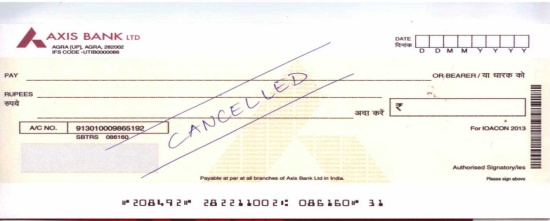 AXIS BANK LTD
AGRA [UP], AGRA, 282002
IFS CODE -UTIB0000086
DATE
दिनांक
D D M M Y Y Y Y
PAY
OR BEARER / या धारक को
RUPEES
रुपये
अदा करें ₹
CANCELLED
A/C NO. 913010009865192
SBTRS 086160
For IOACON 2013
Authorised Signatory/ies
Payable at par at all branches of Axis Bank Ltd in India.
Please sign above
⑈208492⑈ 282211002⑆ 086160⑈ 31